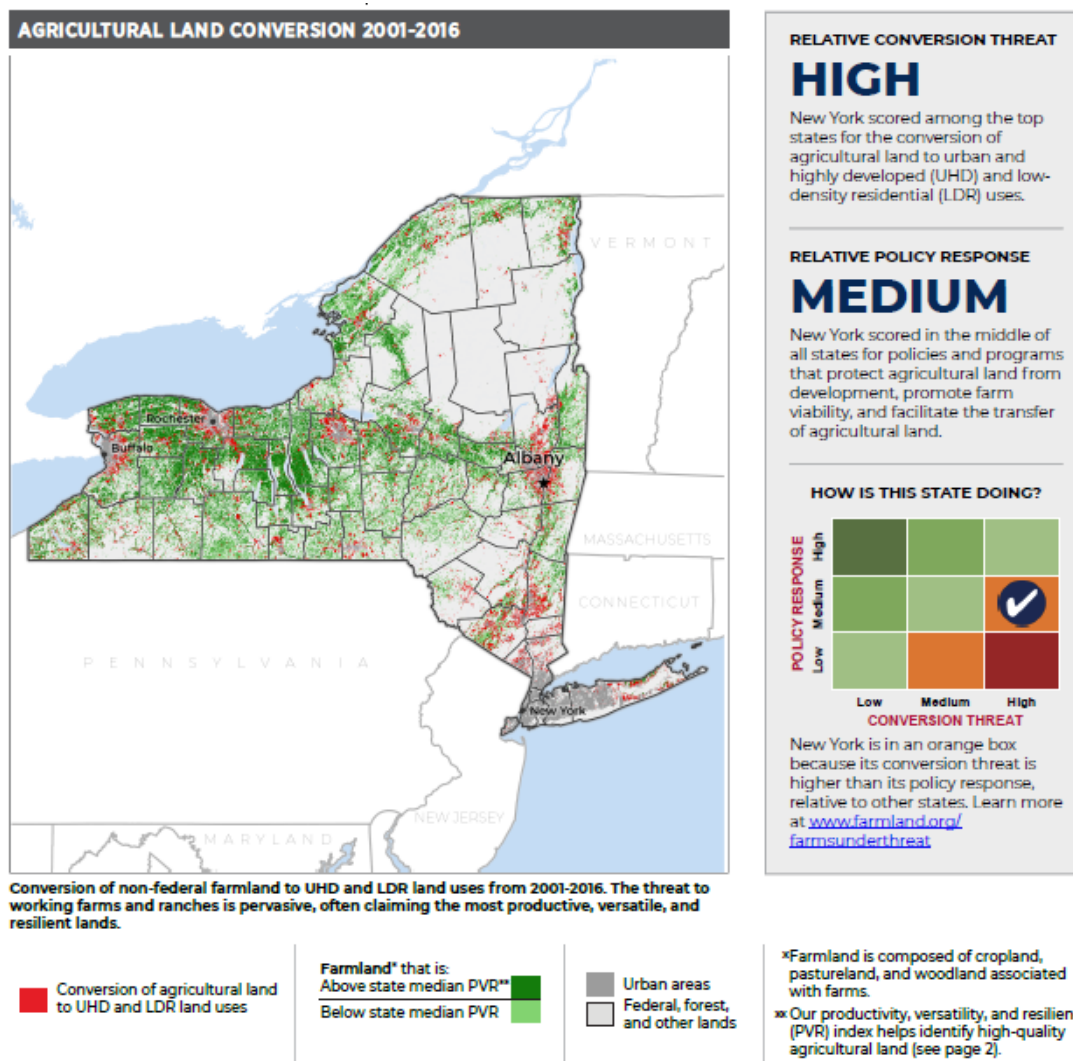 AGRICULTURAL LAND CONVERSION 2001-2016
VERMONT
Rochester
Buffalo
Albany
MASSACHUSETTS
CONNECTICUT
PENNSYLVANIA
New York
NEW JERSEY
MARYLAND
Conversion of non-federal farmland to UHD and LDR land uses from 2001-2016. The threat to
working farms and ranches is pervasive, often claiming the most productive, versatile, and
resilient lands.
RELATIVE CONVERSION THREAT
HIGH
New York scored among the top
states for the conversion of
agricultural land to urban and
highly developed (UHD) and low-
density residential (LDR) uses.
RELATIVE POLICY RESPONSE
MEDIUM
New York scored in the middle of
all states for policies and programs
that protect agricultural land from
development, promote farm
viability, and facilitate the transfer
of agricultural land.
HOW IS THIS STATE DOING?
POLICY RESPONSE
High
Medium
Low
Low Medium High
CONVERSION THREAT
New York is in an orange box
because its conversion threat is
higher than its policy response,
relative to other states. Learn more
at www.farmland.org/
farmsunderthreat
Conversion of agricultural land
to UHD and LDR land uses
Farmland* that is:
Above state median PVR**
Below state median PVR
Urban areas
Federal, forest,
and other lands
*Farmland is composed of cropland,
pastureland, and woodland associated
with farms.
** Our productivity, versatility, and resilien
(PVR) index helps identify high-quality
agricultural land (see page 2).